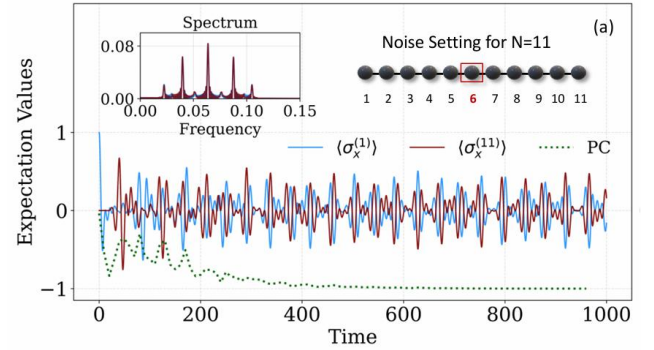 Spectrum
(a)
0.08
0.00
0.00 0.05 0.10 0.15
Frequency
Noise Setting for N=11
1 2 3 4 5 6 7 8 9 10 11
Expectation Values
⟨σₓ⁽¹⁾⟩ ⟨σₓ⁽¹¹⁾⟩ PC
1
0
−1
0 200 400 600 800 1000
Time